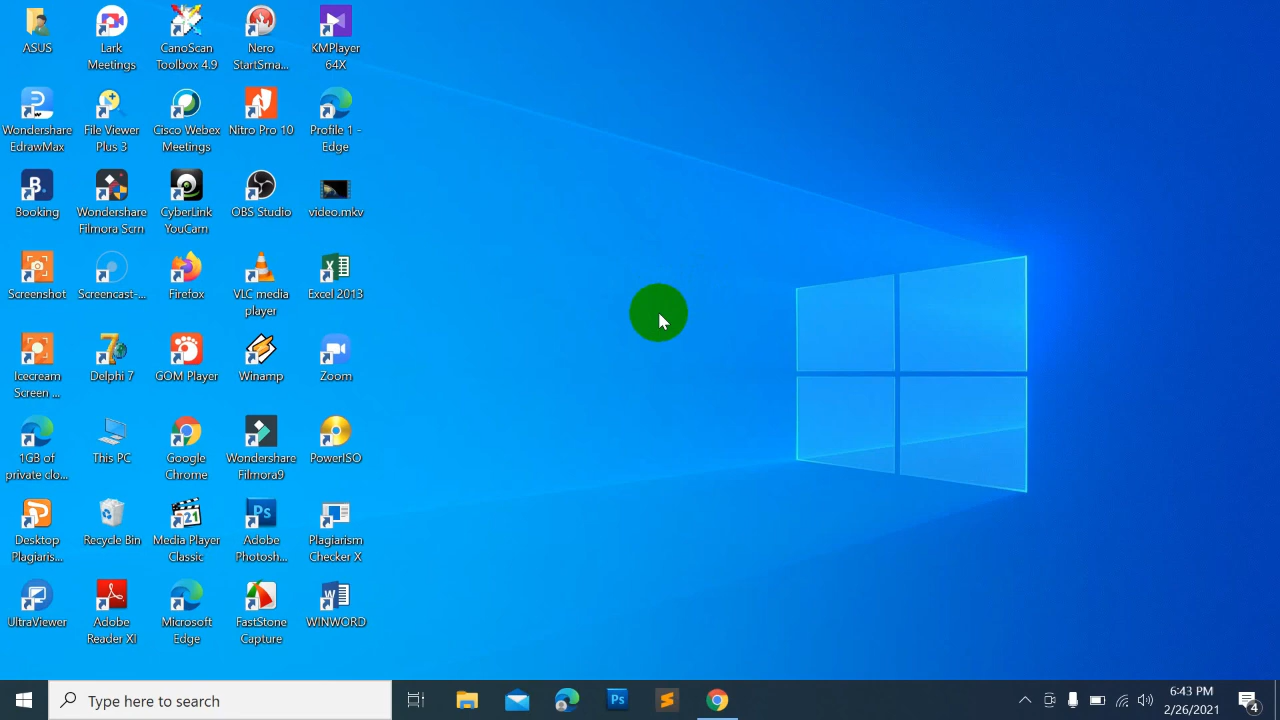 ASUS
Lark
Meetings
CanoScan
Toolbox 4.9
Nero
StartSma...
KMPlayer
64X
Wondershare
EdrawMax
File Viewer
Plus 3
Cisco Webex
Meetings
Nitro Pro 10
Profile 1 -
Edge
B.
Booking
Wondershare
Filmora Scrn
CyberLink
YouCam
OBS Studio
video.mkv
Screenshot
Screencast-...
Firefox
VLC media
player
Excel 2013
Icecream
Screen ...
7
Delphi 7
GOM Player
Winamp
Zoom
1GB of
private clo...
This PC
Google
Chrome
Wondershare
Filmora9
PowerISO
Desktop
Plagiaris...
Recycle Bin
21
Media Player
Classic
Ps
Adobe
Photosh...
Plagiarism
Checker X
UltraViewer
Adobe
Reader XI
Microsoft
Edge
FastStone
Capture
W
WINWORD
Type here to search
Ps
6:43 PM
2/26/2021
4